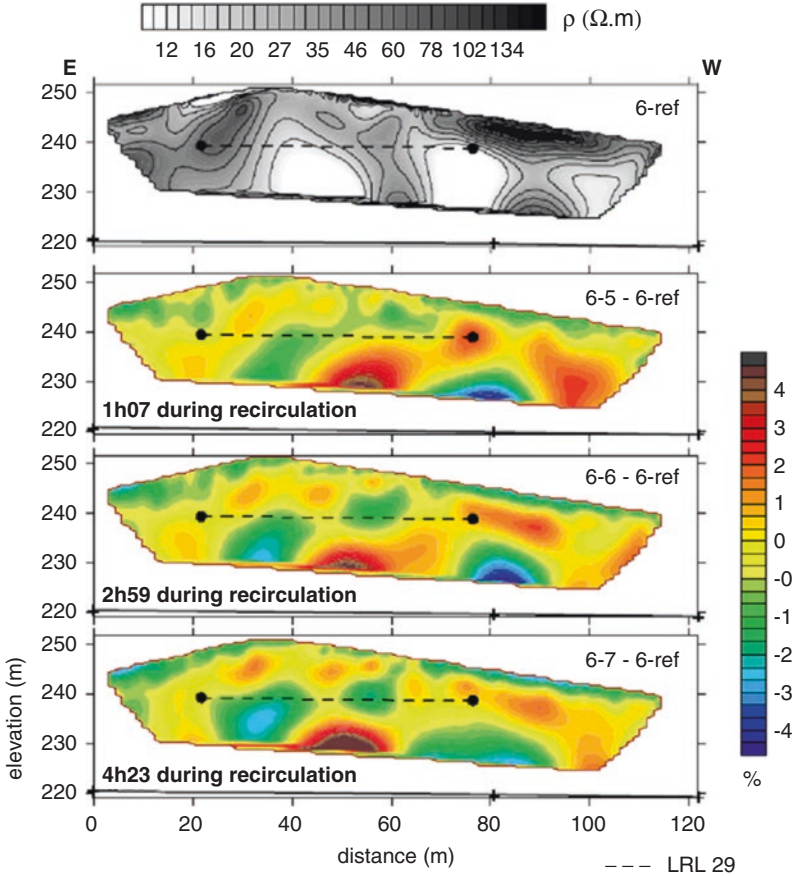 ρ (Ω.m)
12 16 20 27 35 46 60 78 102 134
E W
250
6-ref
240
230
220
250
6-5 - 6-ref
240
230
1h07 during recirculation
220
250
6-6 - 6-ref
240
230
2h59 during recirculation
220
250
6-7 - 6-ref
240
230
4h23 during recirculation
220
elevation (m)
0 20 40 60 80 100 120
distance (m)
4
3
2
1
0
-0
-1
-2
-3
-4
%
--- LRL 29